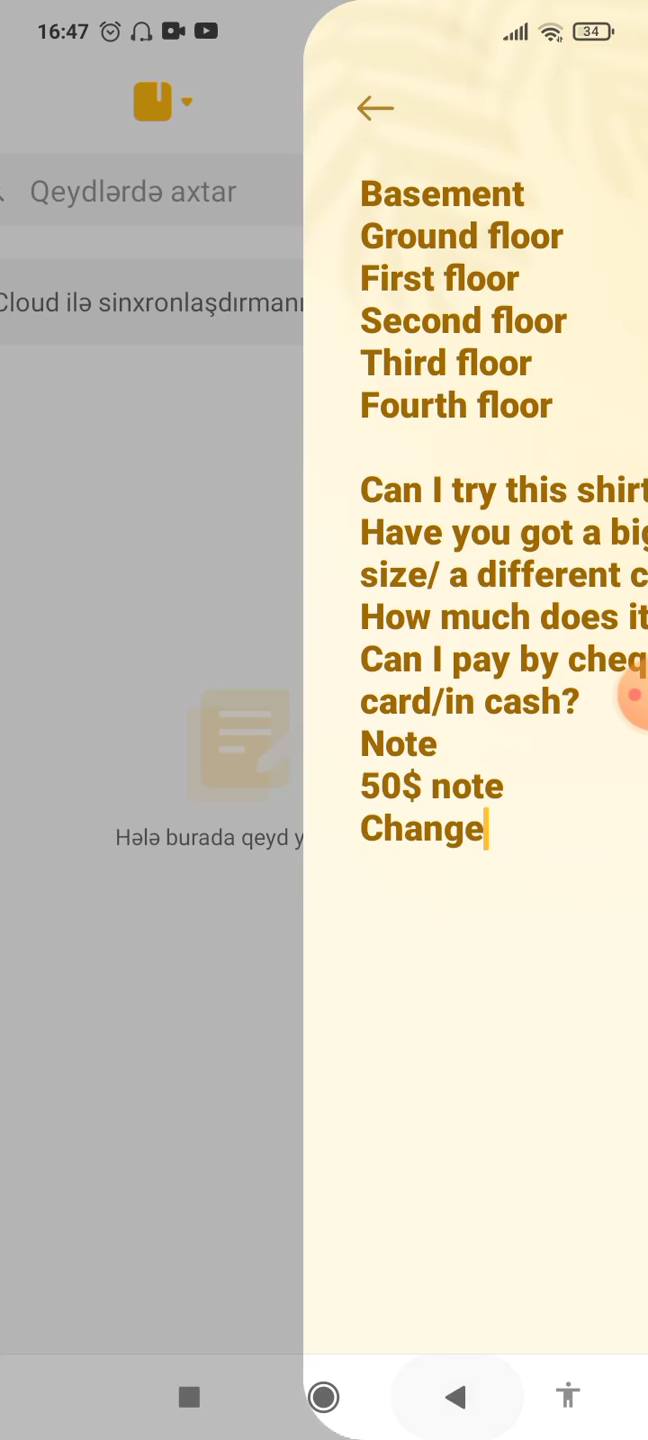 16:47
34
Qeydlərdə axtar
Cloud ilə sinxronlaşdırmanı
Basement
Ground floor
First floor
Second floor
Third floor
Fourth floor
Can I try this shirt
Have you got a
size/ a different
How much does it
Can I pay by
card/in cash?
Note
50$ note
Change
Hələ burada qeyd